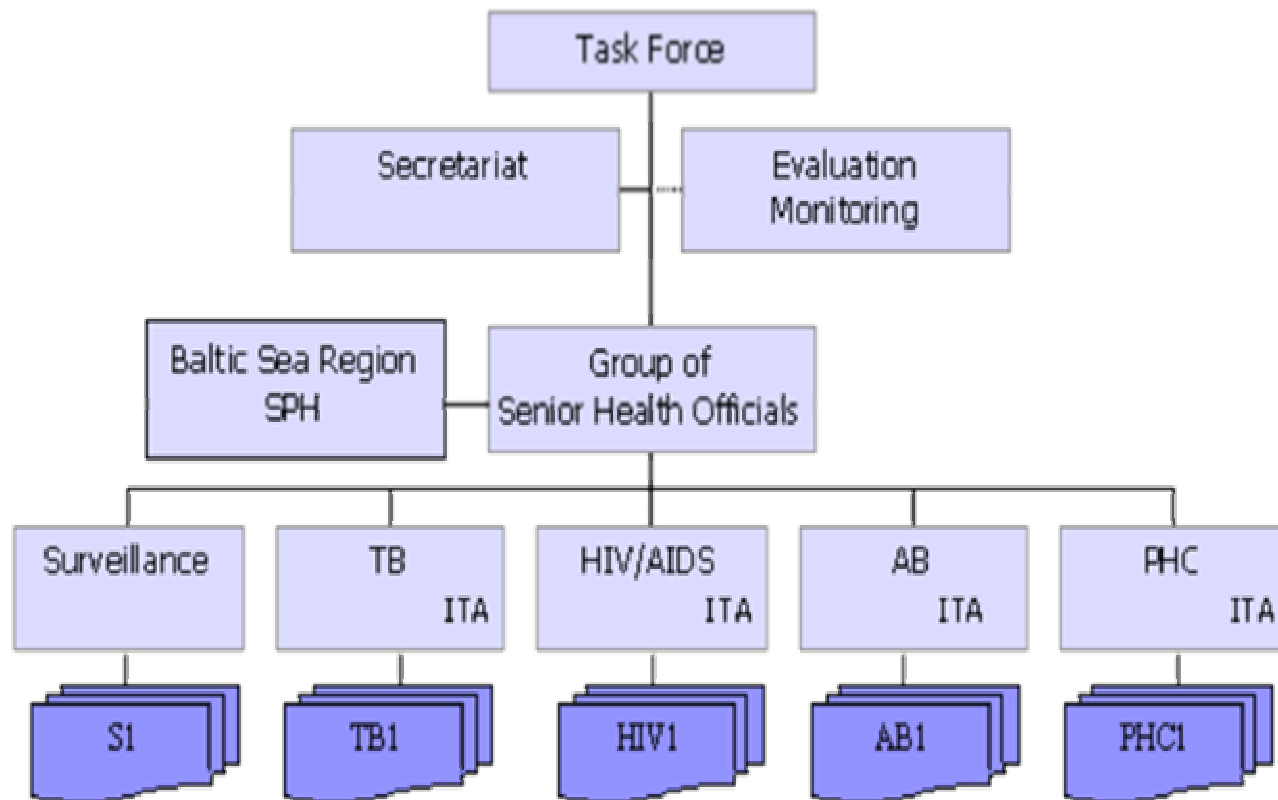 Task Force
Secretariat
Evaluation
Monitoring
Baltic Sea Region
SPH
Group of
Senior Health Officials
Surveillance
TB
ITA
HIV/AIDS
ITA
AB
ITA
PHC
ITA
S1
TB1
HIV1
AB1
PHC1